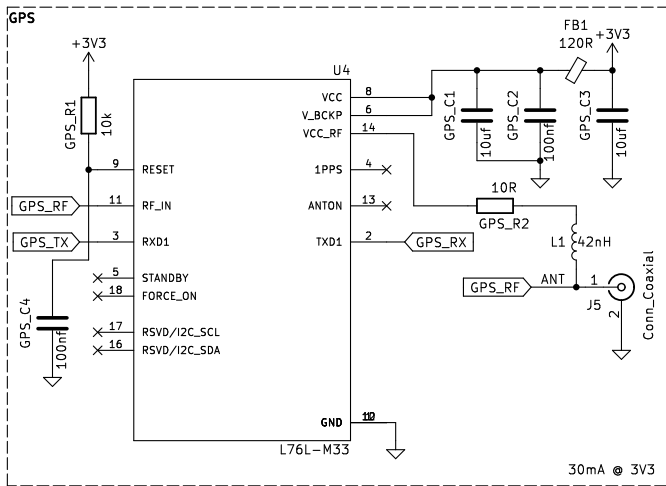 GPS
+3V3
GPS_R1
10k
U4
FB1
120R
+3V3
VCC 8
V_BCKP 6
VCC_RF 14
GPS_C1
10uf
GPS_C2
100nf
GPS_C3
10uf
9 RESET
1PPS 4
GPS_RF 11 RF_IN
ANTON 13
10R
GPS_R2
GPS_TX 3 RXD1
TXD1 2 GPS_RX
L1 42nH
5 STANDBY
18 FORCE_ON
GPS_RF ANT 1
J5
2
Conn_Coaxial
GPS_C4
100nf
17 RSVD/I2C_SCL
16 RSVD/I2C_SDA
GND
L76L-M33
30mA @ 3V3